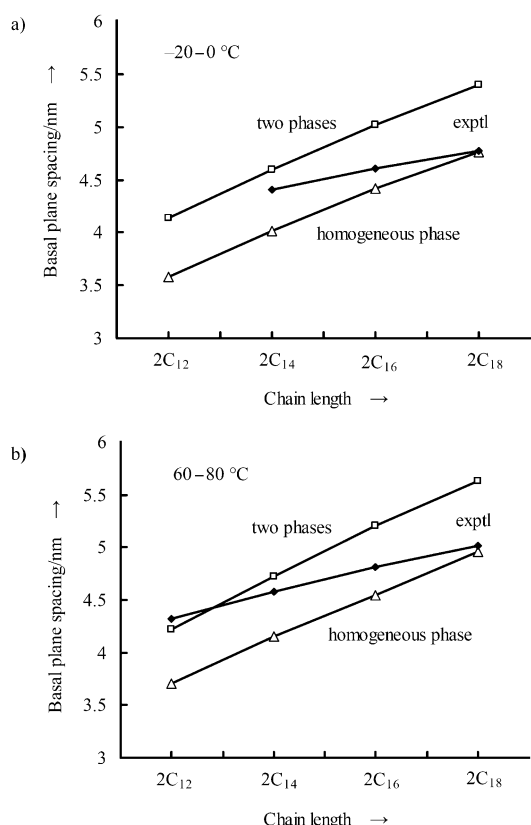 a)
–20–0 °C
6
5.5
5
4.5
4
3.5
3
Basal plane spacing/nm →
two phases
exptl
homogeneous phase
2C₁₂ 2C₁₄ 2C₁₆ 2C₁₈
Chain length →
b)
60–80 °C
6
5.5
5
4.5
4
3.5
3
Basal plane spacing/nm →
two phases
exptl
homogeneous phase
2C₁₂ 2C₁₄ 2C₁₆ 2C₁₈
Chain length →